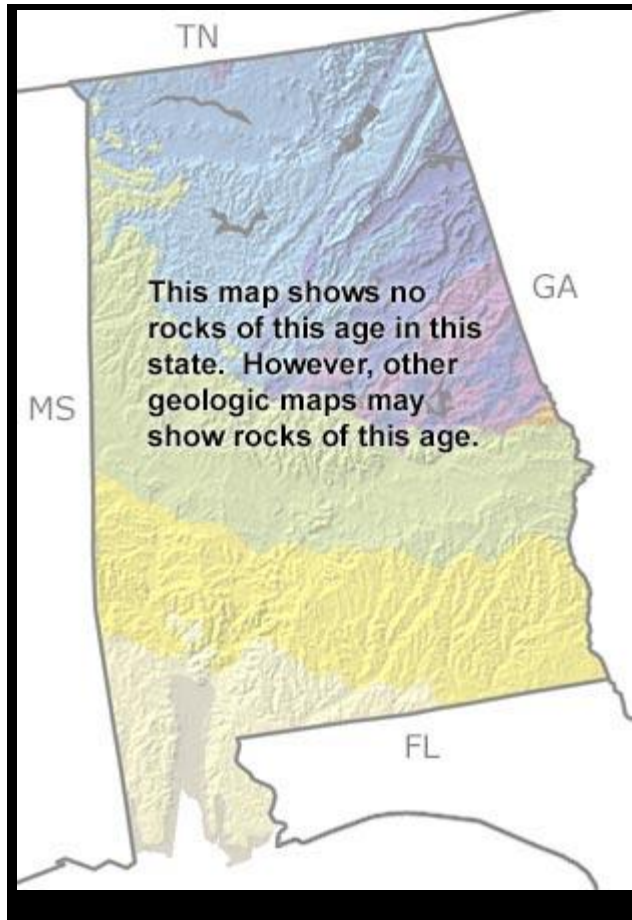 TN
GA
This map shows no
rocks of this age in this
state. However, other
geologic maps may
show rocks of this age.
MS
FL